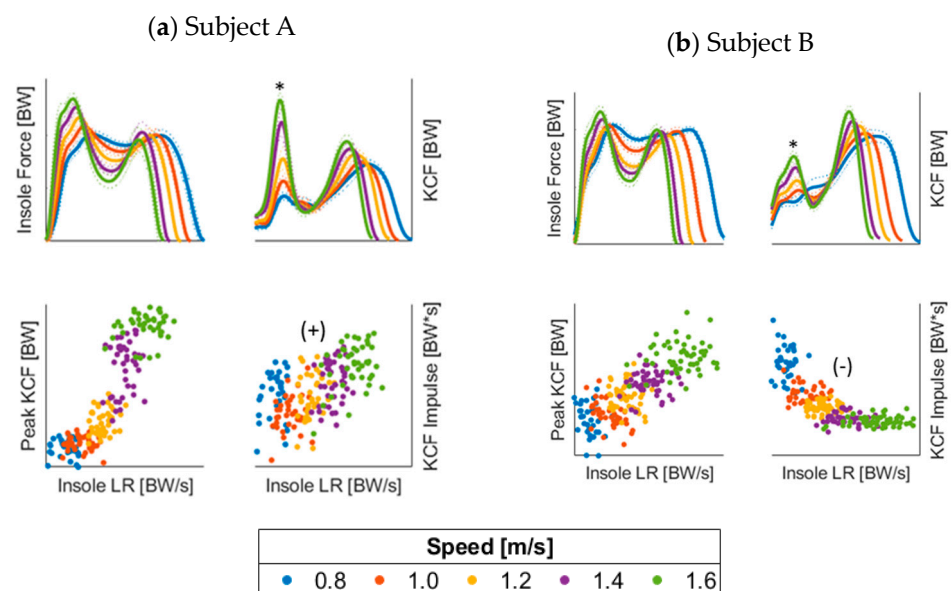 (a) Subject A
(b) Subject B
Insole Force [BW]
*
KCF [BW]
Insole Force [BW]
*
KCF [BW]
Peak KCF [BW]
(+)
KCF Impulse [BW*s]
Insole LR [BW/s]
Insole LR [BW/s]
Peak KCF [BW]
(-)
KCF Impulse [BW*s]
Insole LR [BW/s]
Insole LR [BW/s]
Speed [m/s]
0.8 1.0 1.2 1.4 1.6